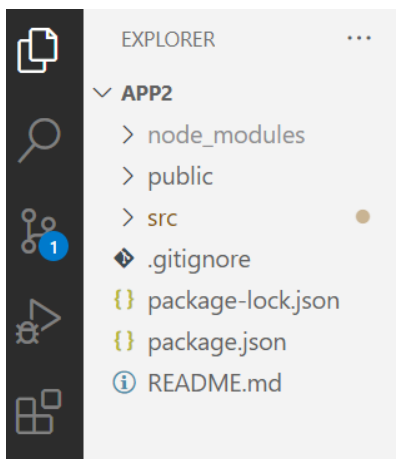 EXPLORER
APP2
node_modules
public
src
.gitignore
package-lock.json
package.json
README.md
1